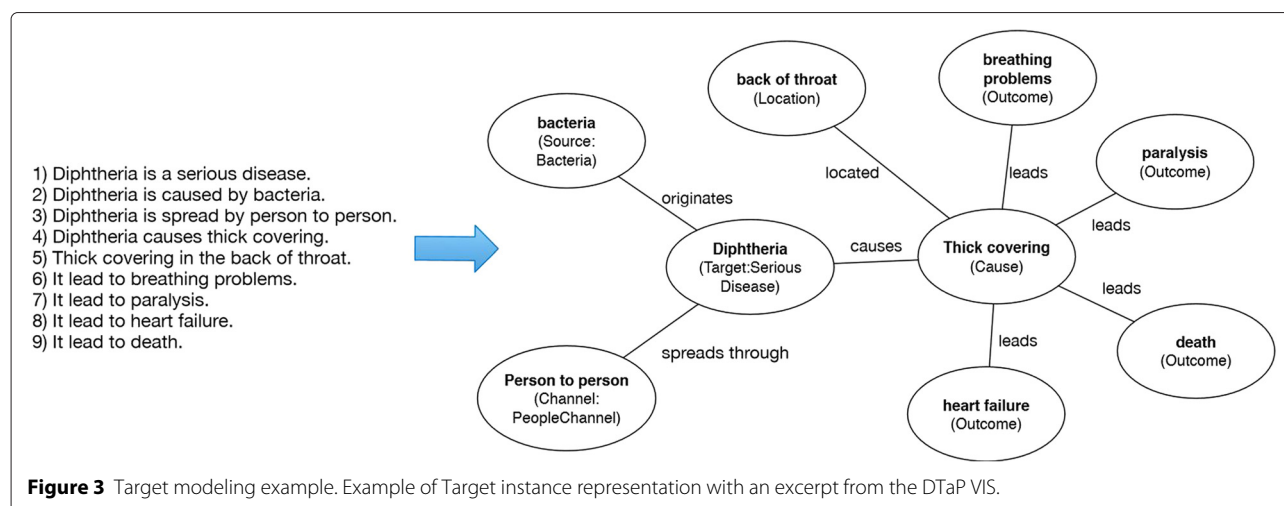 1) Diphtheria is a serious disease.
2) Diphtheria is caused by bacteria.
3) Diphtheria is spread by person to person.
4) Diphtheria causes thick covering.
5) Thick covering in the back of throat.
6) It lead to breathing problems.
7) It lead to paralysis.
8) It lead to heart failure.
9) It lead to death.
bacteria
(Source:
Bacteria)
originates
Diphtheria
(Target:Serious
Disease)
spreads through
Person to person
(Channel:
PeopleChannel)
causes
back of throat
(Location)
located
Thick covering
(Cause)
breathing
problems
(Outcome)
leads
paralysis
(Outcome)
leads
leads
death
(Outcome)
leads
heart failure
(Outcome)
Figure 3 Target modeling example. Example of Target instance representation with an excerpt from the DTaP VIS.